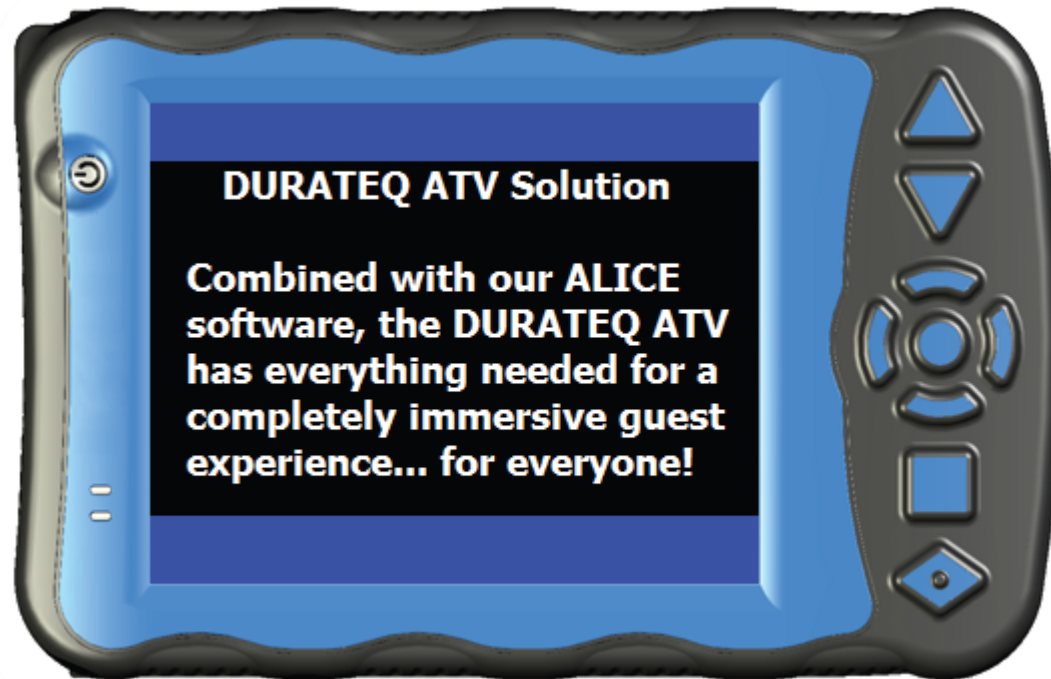 DURATEQ ATV Solution
Combined with our ALICE
software, the DURATEQ ATV
has everything needed for a
completely immersive guest
experience... for everyone!